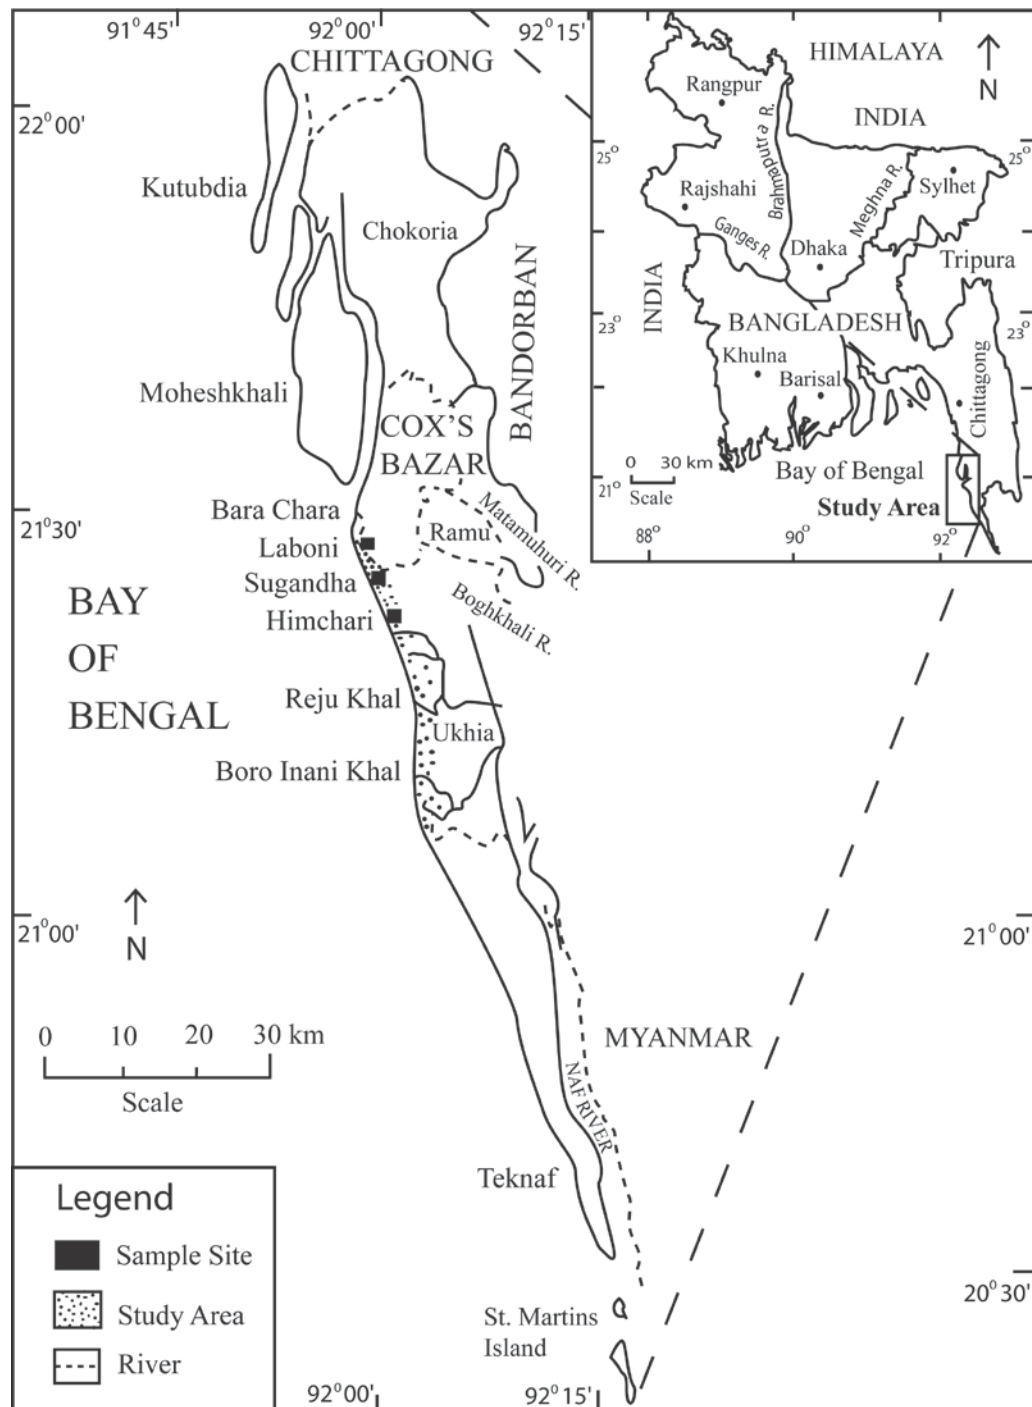 91°45'
92°00'
92°15'
CHITTAGONG
22°00'
Kutubdia
Chokoria
BANDORBAN
Moheshkhali
COX'S
BAZAR
Bara Chara
21°30'
Laboni
Sugandha
Himchari
Ramu
Matamuhuri R.
Boghkhali R.
BAY
OF
BENGAL
Reju Khal
Ukhia
Boro Inani Khal
N
21°00'
21°00'
0 10 20 30 km
Scale
MYANMAR
NAF RIVER
Teknaf
20°30'
St. Martins
Island
92°00'
92°15'
Legend
Sample Site
Study Area
River
HIMALAYA
N
Rangpur
INDIA
25°
25°
Brahmaputra R.
Meghna R.
Sylhet
Rajshahi
Ganges R.
Dhaka
Tripura
INDIA
23°
23°
BANGLADESH
Khulna
Barisal
Chittagong
0 30 km
Scale
Bay of Bengal
21°
Study Area
88°
90°
92°